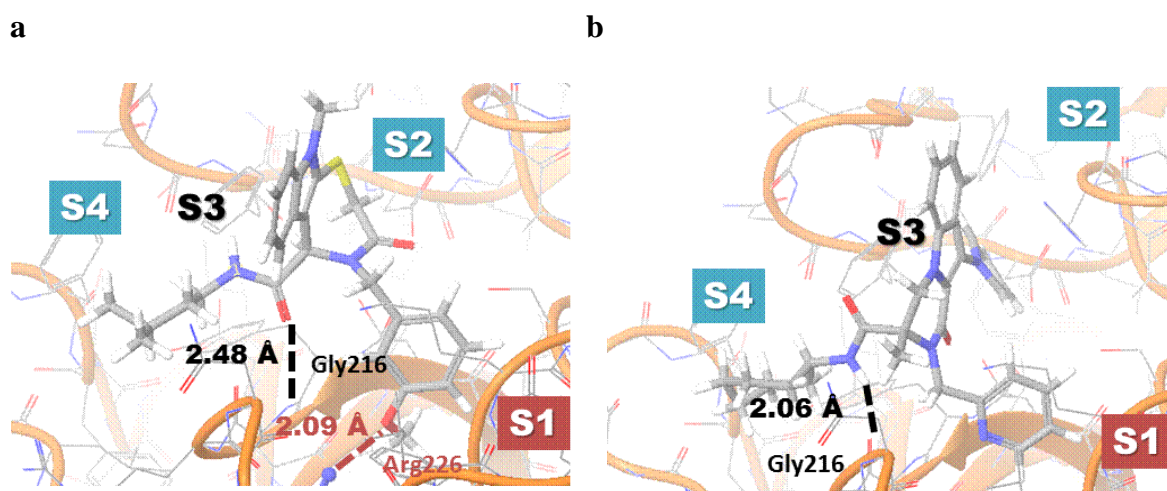 a
b
S2
S4
S3
2.48 Å
Gly216
2.09 Å
S1
Arg226
S2
S3
S4
2.06 Å
Gly216
S1